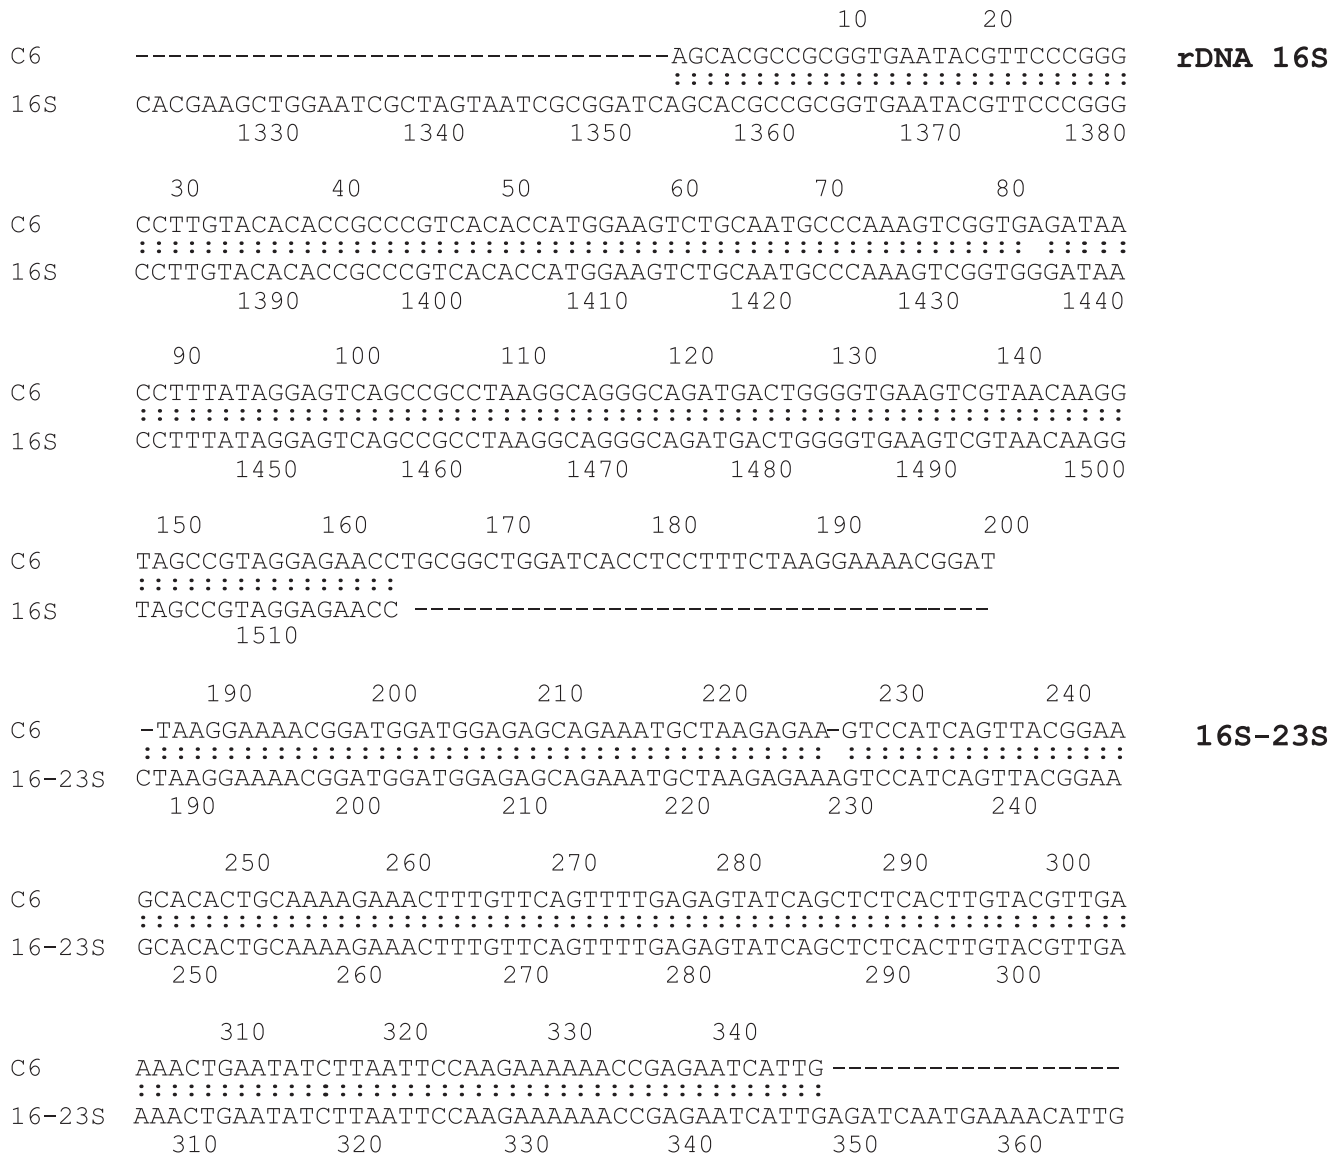 10 20
C6 ---------------------------------AGCACGCCGCGGTGAATACGTTCCCGGG rDNA 16S
::::::::::::::::::::::::::::
16S CACGAAGCTGGAATCGCTAGTAATCGCGGATCAGCACGCCGCGGTGAATACGTTCCCGGG
1330 1340 1350 1360 1370 1380
30 40 50 60 70 80
C6 CCTTGTACACACCGCCCGTCACACCATGGAAGTCTGCAATGCCCAAAGTCGGTGAGATAA
:::::::::::::::::::::::::::::::::::::::::::::::::::::: :::::
16S CCTTGTACACACCGCCCGTCACACCATGGAAGTCTGCAATGCCCAAAGTCGGTGGGATAA
1390 1400 1410 1420 1430 1440
90 100 110 120 130 140
C6 CCTTTATAGGAGTCAGCCGCCTAAGGCAGGGCAGATGACTGGGGTGAAGTCGTAACAAGG
::::::::::::::::::::::::::::::::::::::::::::::::::::::::::::
16S CCTTTATAGGAGTCAGCCGCCTAAGGCAGGGCAGATGACTGGGGTGAAGTCGTAACAAGG
1450 1460 1470 1480 1490 1500
150 160 170 180 190 200
C6 TAGCCGTAGGAGAACCTGCGGCTGGATCACCTCCTTTCTAAGGAAAACGGAT
::::::::::::::::
16S TAGCCGTAGGAGAACC -----------------------------------
1510
190 200 210 220 230 240
C6 -TAAGGAAAACGGATGGATGGAGAGCAGAAATGCTAAGAGAA-GTCCATCAGTTACGGAA 16S-23S
:::::::::::::::::::::::::::::::::::::::::: :::::::::::::::::
16-23S CTAAGGAAAACGGATGGATGGAGAGCAGAAATGCTAAGAGAAAGTCCATCAGTTACGGAA
190 200 210 220 230 240
250 260 270 280 290 300
C6 GCACACTGCAAAAGAAACTTTGTTCAGTTTTGAGAGTATCAGCTCTCACTTGTACGTTGA
::::::::::::::::::::::::::::::::::::::::::::::::::::::::::::
16-23S GCACACTGCAAAAGAAACTTTGTTCAGTTTTGAGAGTATCAGCTCTCACTTGTACGTTGA
250 260 270 280 290 300
310 320 330 340
C6 AAACTGAATATCTTAATTCCAAGAAAAAACCGAGAATCATTG------------------
::::::::::::::::::::::::::::::::::::::::::
16-23S AAACTGAATATCTTAATTCCAAGAAAAAACCGAGAATCATTGAGATCAATGAAAACATTG
310 320 330 340 350 360